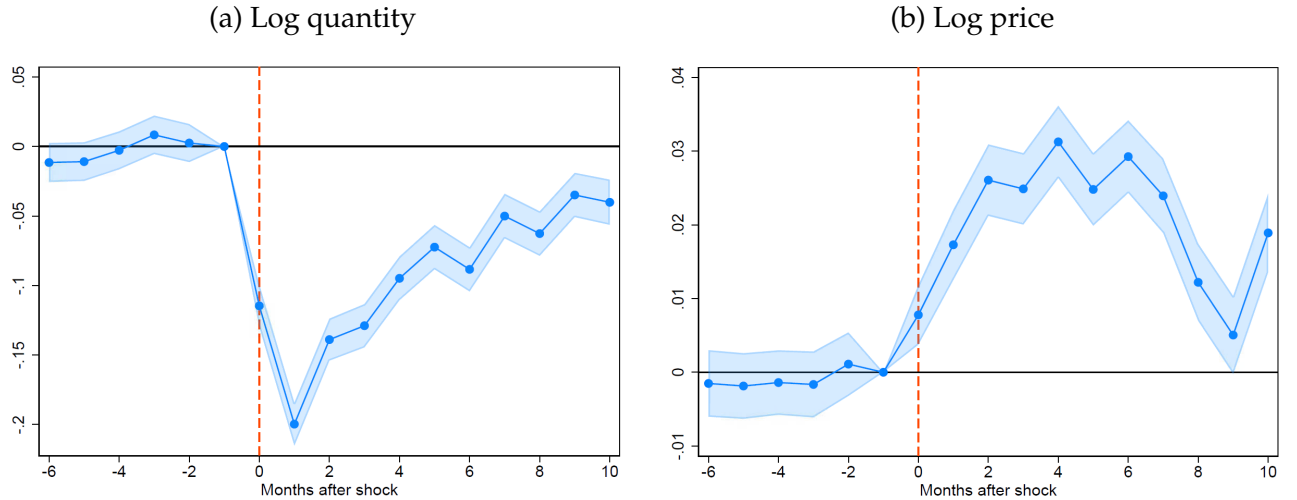 (a) Log quantity
.05
0
-.05
-.1
-.15
-.2
-6 -4 -2 0 2 4 6 8 10
Months after shock
(b) Log price
.04
.03
.02
.01
0
-.01
-6 -4 -2 0 2 4 6 8 10
Months after shock